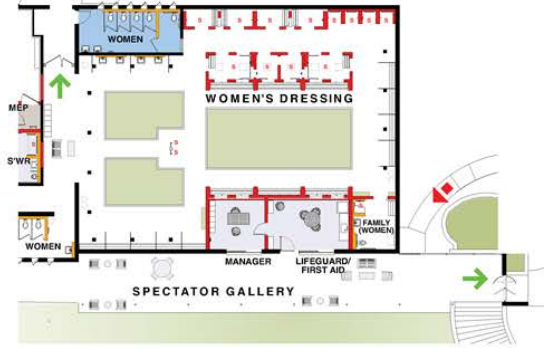 WOMEN
S S S S S
S S S S
WOMEN'S DRESSING
MEP
S
S
S'WR
WOMEN
FAMILY
(WOMEN)
MANAGER
LIFEGUARD/
FIRST AID
SPECTATOR GALLERY